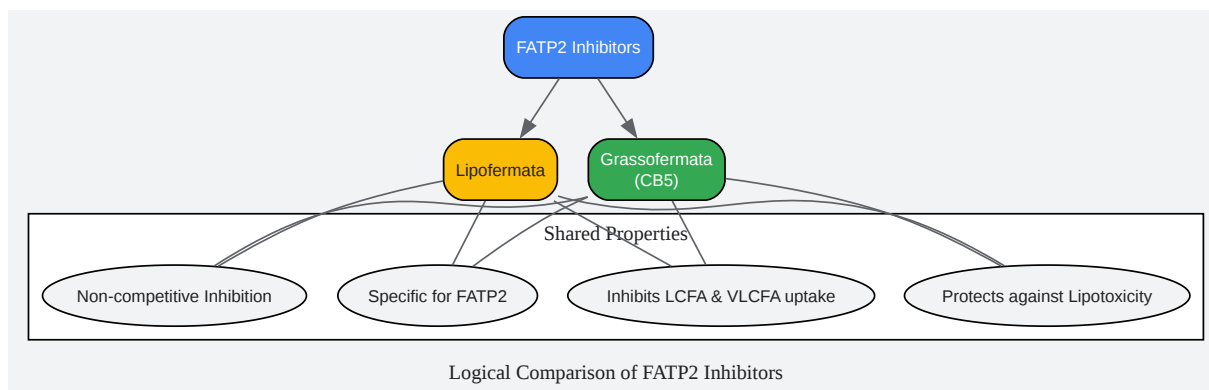 FATP2 Inhibitors
Lipofermata
Grassofermata
(CB5)
Shared Properties
Non-competitive Inhibition
Specific for FATP2
Inhibits LCFA & VLCFA uptake
Protects against Lipotoxicity
Logical Comparison of FATP2 Inhibitors